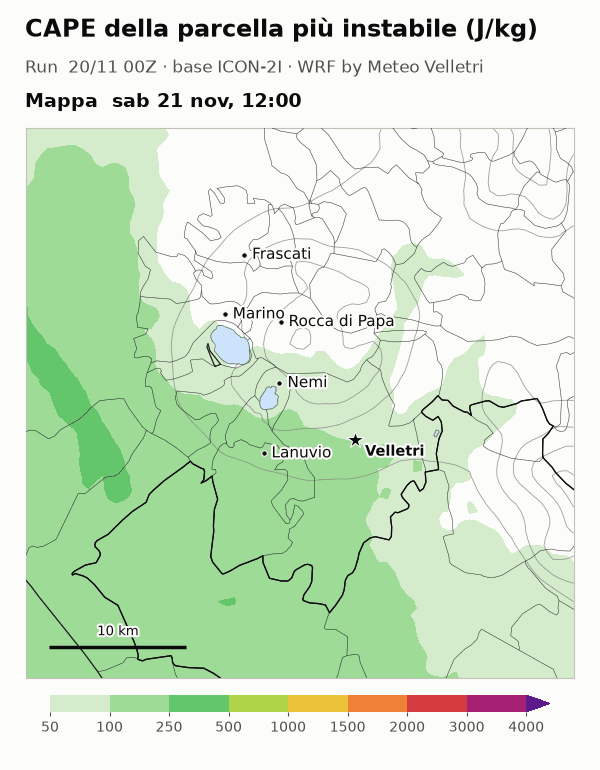 CAPE della parcella più instabile (J/kg)
Run  20/11 00Z · base ICON-2I · WRF by Meteo Velletri
Mappa  sab 21 nov, 12:00
Frascati
Marino
Rocca di Papa
Nemi
Velletri
Lanuvio
10 km
50 100 250 500 1000 1500 2000 3000 4000